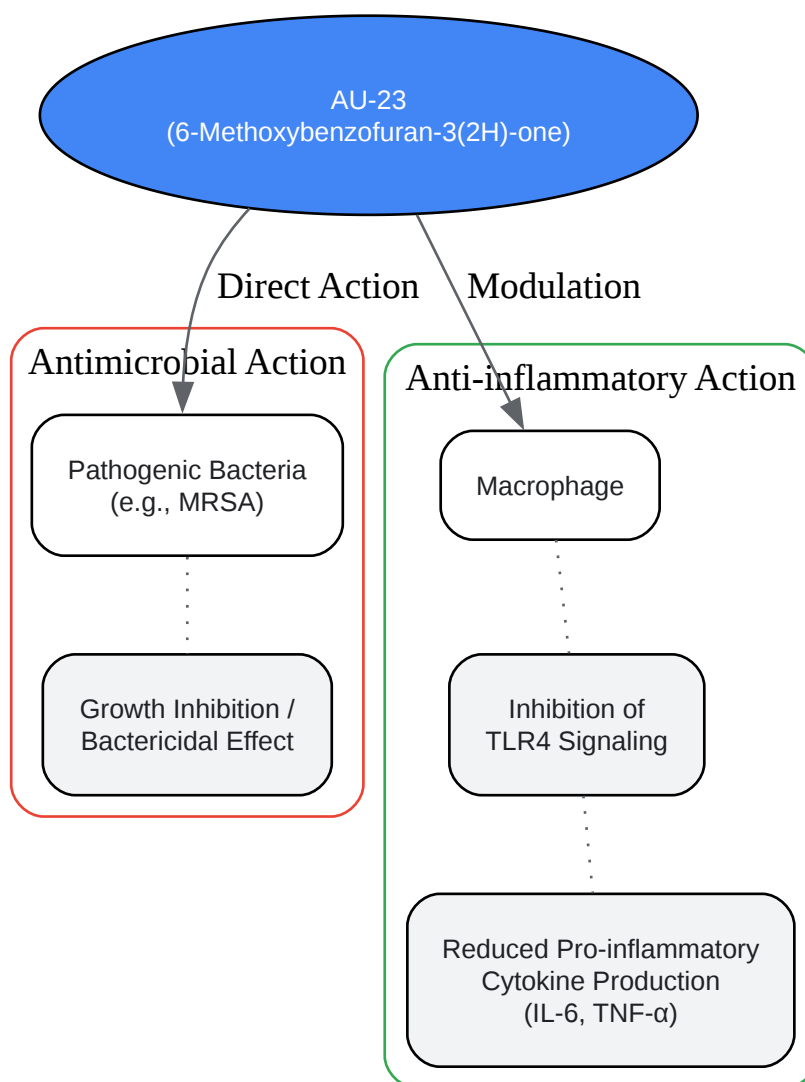 AU-23
(6-Methoxybenzofuran-3(2H)-one)
Direct Action
Modulation
Antimicrobial Action
Pathogenic Bacteria
(e.g., MRSA)
Growth Inhibition /
Bactericidal Effect
Anti-inflammatory Action
Macrophage
Inhibition of
TLR4 Signaling
Reduced Pro-inflammatory
Cytokine Production
(IL-6, TNF-α)